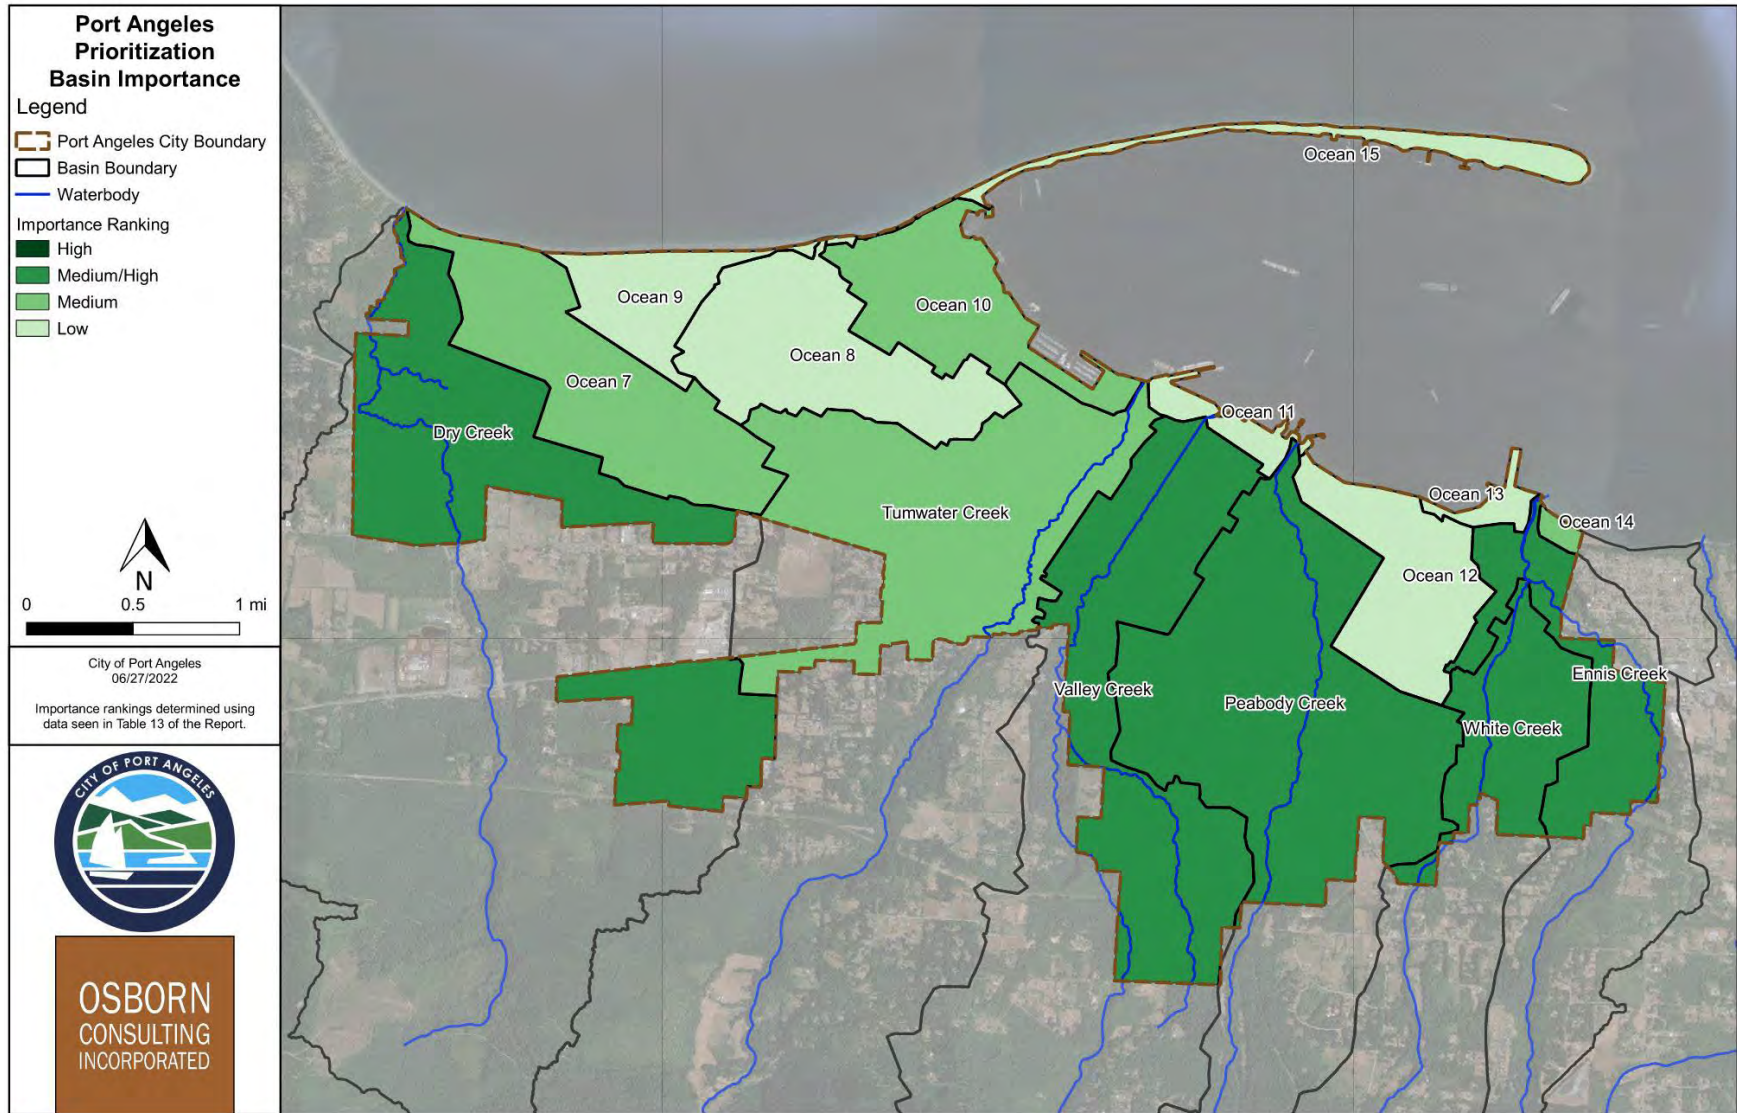 Port Angeles
Prioritization
Basin Importance
Legend
Port Angeles City Boundary
Basin Boundary
Waterbody
Importance Ranking
High
Medium/High
Medium
Low
N
0 0.5 1 mi
City of Port Angeles
06/27/2022
Importance rankings determined using
data seen in Table 13 of the Report.
CITY OF PORT ANGELES
OSBORN
CONSULTING
INCORPORATED
Ocean 15
Ocean 9
Ocean 10
Ocean 8
Ocean 7
Ocean 11
Dry Creek
Ocean 13
Tumwater Creek
Ocean 14
Ocean 12
Ennis Creek
Valley Creek
Peabody Creek
White Creek